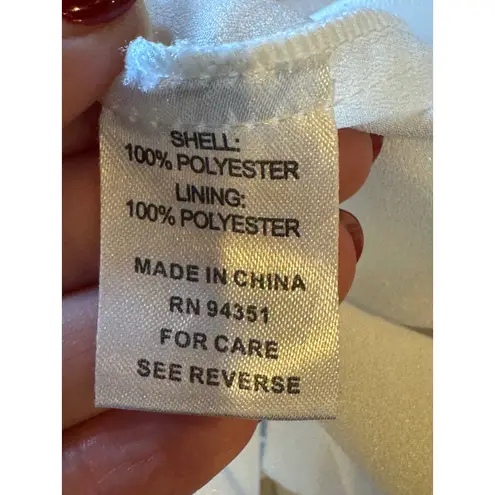 SHELL:
100% POLYESTER
LINING:
100% POLYESTER
MADE IN CHINA
RN 94351
FOR CARE
SEE REVERSE